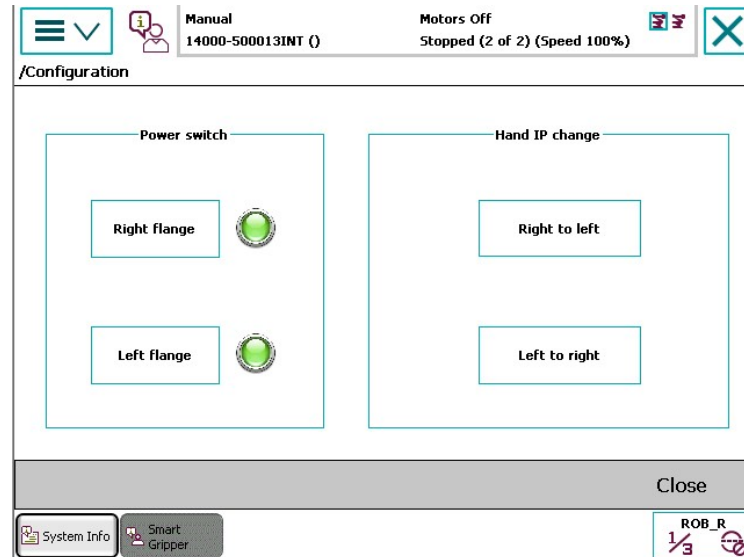 Manual
14000-500013INT ()
Motors Off
Stopped (2 of 2) (Speed 100%)
/Configuration
Power switch
Hand IP change
Right flange
Right to left
Left flange
Left to right
Close
System Info
Smart
Gripper
ROB_R
1/3